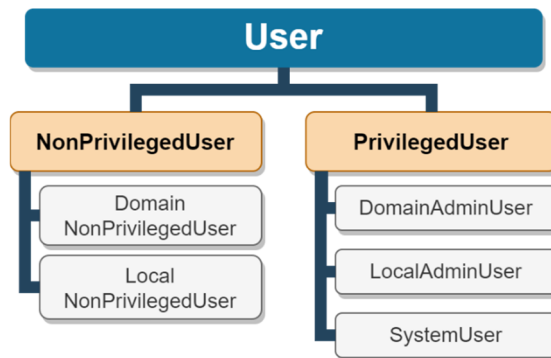 User
NonPrivilegedUser
Domain
NonPrivilegedUser
Local
NonPrivilegedUser
PrivilegedUser
DomainAdminUser
LocalAdminUser
SystemUser